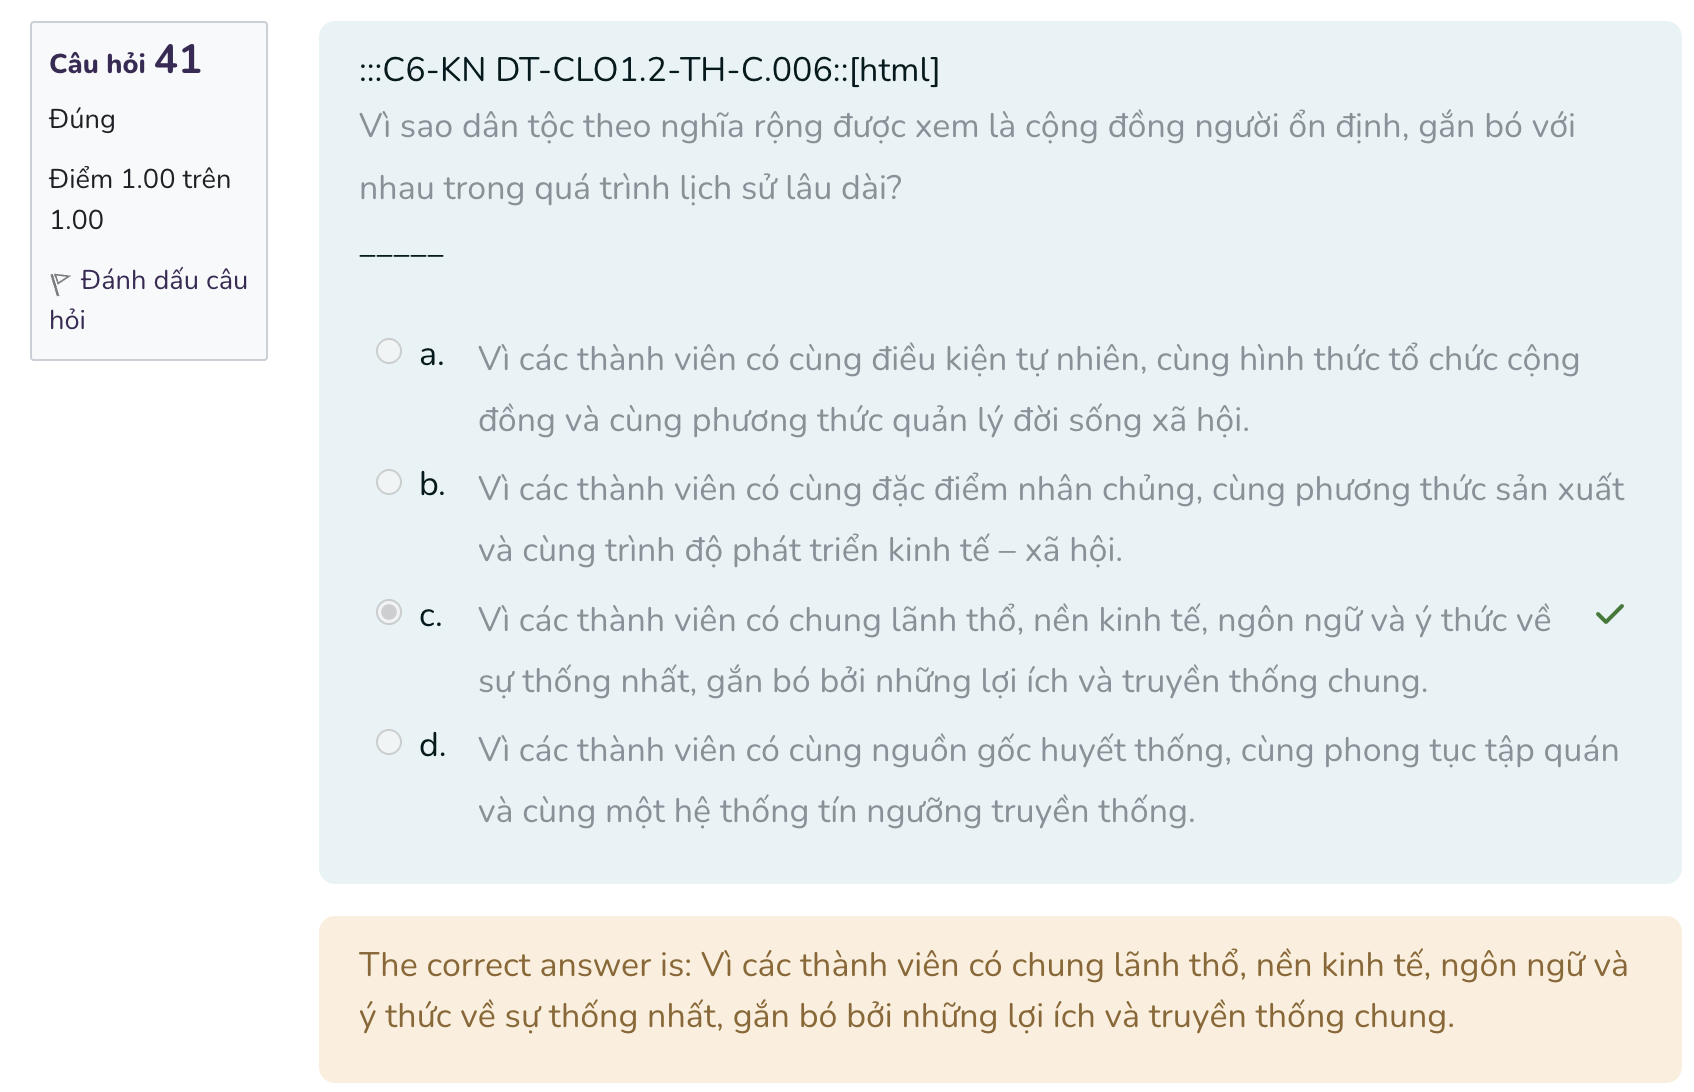 Câu hỏi 41
Đúng
Điểm 1.00 trên
1.00
Đánh dấu câu
hỏi
:::C6-KN DT-CLO1.2-TH-C.006::[html]
Vì sao dân tộc theo nghĩa rộng được xem là cộng đồng người ổn định, gắn bó với
nhau trong quá trình lịch sử lâu dài?
_____
a. Vì các thành viên có cùng điều kiện tự nhiên, cùng hình thức tổ chức cộng
đồng và cùng phương thức quản lý đời sống xã hội.
b. Vì các thành viên có cùng đặc điểm nhân chủng, cùng phương thức sản xuất
và cùng trình độ phát triển kinh tế – xã hội.
c. Vì các thành viên có chung lãnh thổ, nền kinh tế, ngôn ngữ và ý thức về
sự thống nhất, gắn bó bởi những lợi ích và truyền thống chung.
d. Vì các thành viên có cùng nguồn gốc huyết thống, cùng phong tục tập quán
và cùng một hệ thống tín ngưỡng truyền thống.
The correct answer is: Vì các thành viên có chung lãnh thổ, nền kinh tế, ngôn ngữ và
ý thức về sự thống nhất, gắn bó bởi những lợi ích và truyền thống chung.